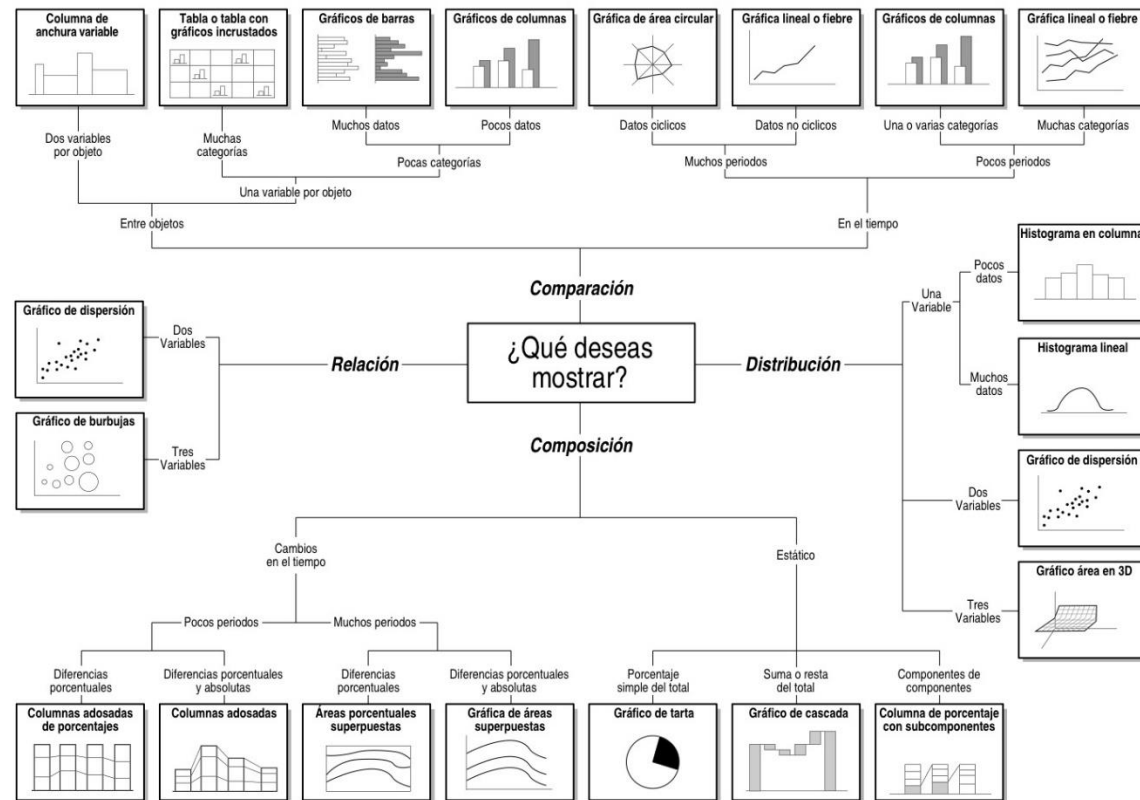 Columna de
anchura variable
Tabla o tabla con
gráficos incrustados
Gráficos de barras
Gráficos de columnas
Gráfica de área circular
Gráfica lineal o fiebre
Gráficos de columnas
Gráfica lineal o fiebre
Dos variables
por objeto
Muchas
categorías
Muchos datos
Pocos datos
Datos ciclicos
Datos no ciclicos
Una o varias categorías
Muchas categorías
Pocas categorías
Muchos periodos
Pocos periodos
Una variable por objeto
Entre objetos
En el tiempo
Comparación
Histograma en columna
Pocos
datos
Una
Variable
Gráfico de dispersión
Dos
Variables
Relación
¿Qué deseas
mostrar?
Distribución
Histograma lineal
Muchos
datos
Gráfico de burbujas
Tres
Variables
Composición
Gráfico de dispersión
Dos
Variables
Cambios
en el tiempo
Estático
Gráfico área en 3D
Tres
Variables
Pocos periodos
Muchos periodos
Diferencias
porcentuales
Diferencias porcentuales
y absolutas
Diferencias
porcentuales
Diferencias porcentuales
y absolutas
Porcentaje
simple del total
Suma o resta
del total
Componentes de
componentes
Columnas adosadas
de porcentajes
Columnas adosadas
Áreas porcentuales
superpuestas
Gráfica de áreas
superpuestas
Gráfico de tarta
Gráfico de cascada
Columna de porcentaje
con subcomponentes